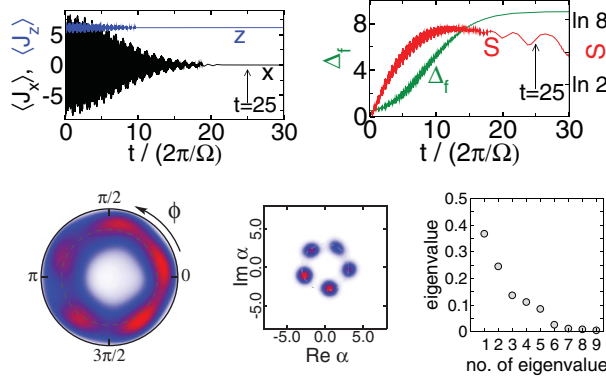 ⟨J_x⟩, ⟨J_z⟩
5
0
-5
z
x
t=25
0 10 20 30
t / (2π/Ω)
Δ_f
8
4
0
S
Δ_f
t=25
ln 8
ln 2
S
0 5 10 15 20 25 30
t / (2π/Ω)
π/2
ϕ
π
0
3π/2
Im α
5.0
0.0
-5.0
-5.0 0.0 5.0
Re α
eigenvalue
0.5
0.4
0.3
0.2
0.1
0
1 2 3 4 5 6 7 8 9
no. of eigenvalue